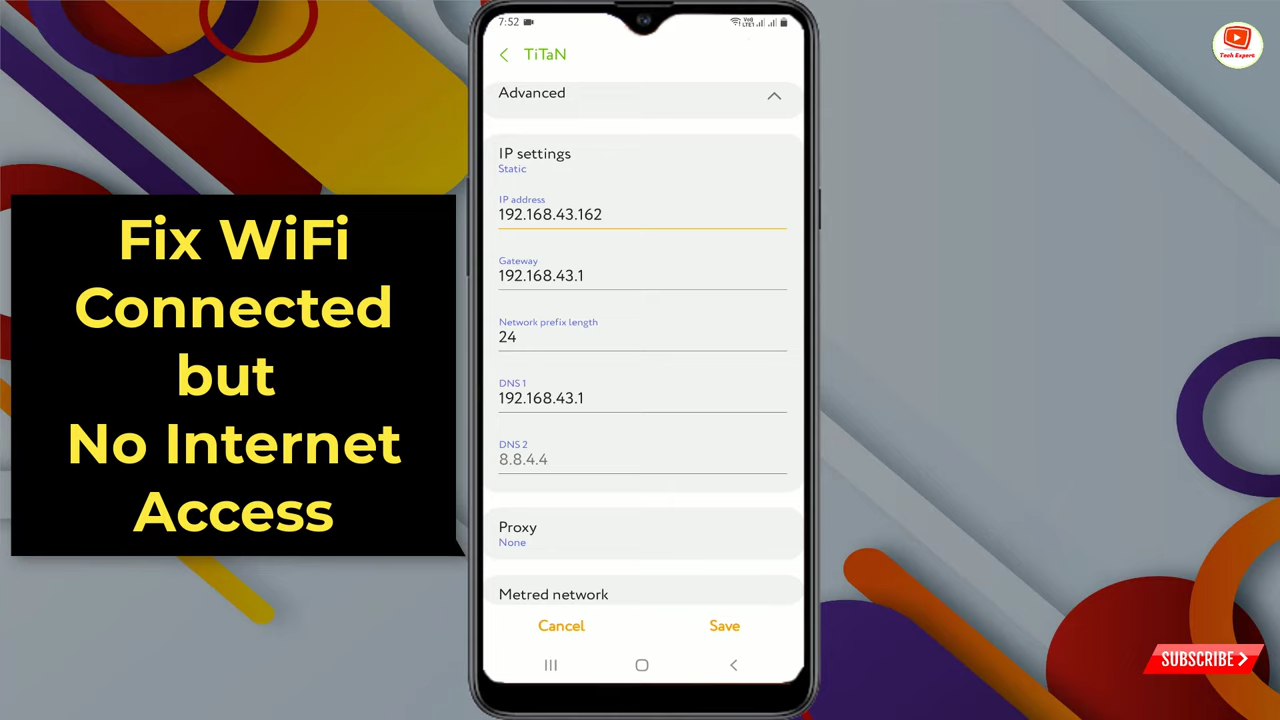 Fix WiFi
Connected
but
No Internet
Access
7:52
TiTaN
Advanced
IP settings
Static
IP address
192.168.43.162
Gateway
192.168.43.1
Network prefix length
24
DNS 1
192.168.43.1
DNS 2
8.8.4.4
Proxy
None
Metred network
Cancel
Save
Tech Expert
SUBSCRIBE